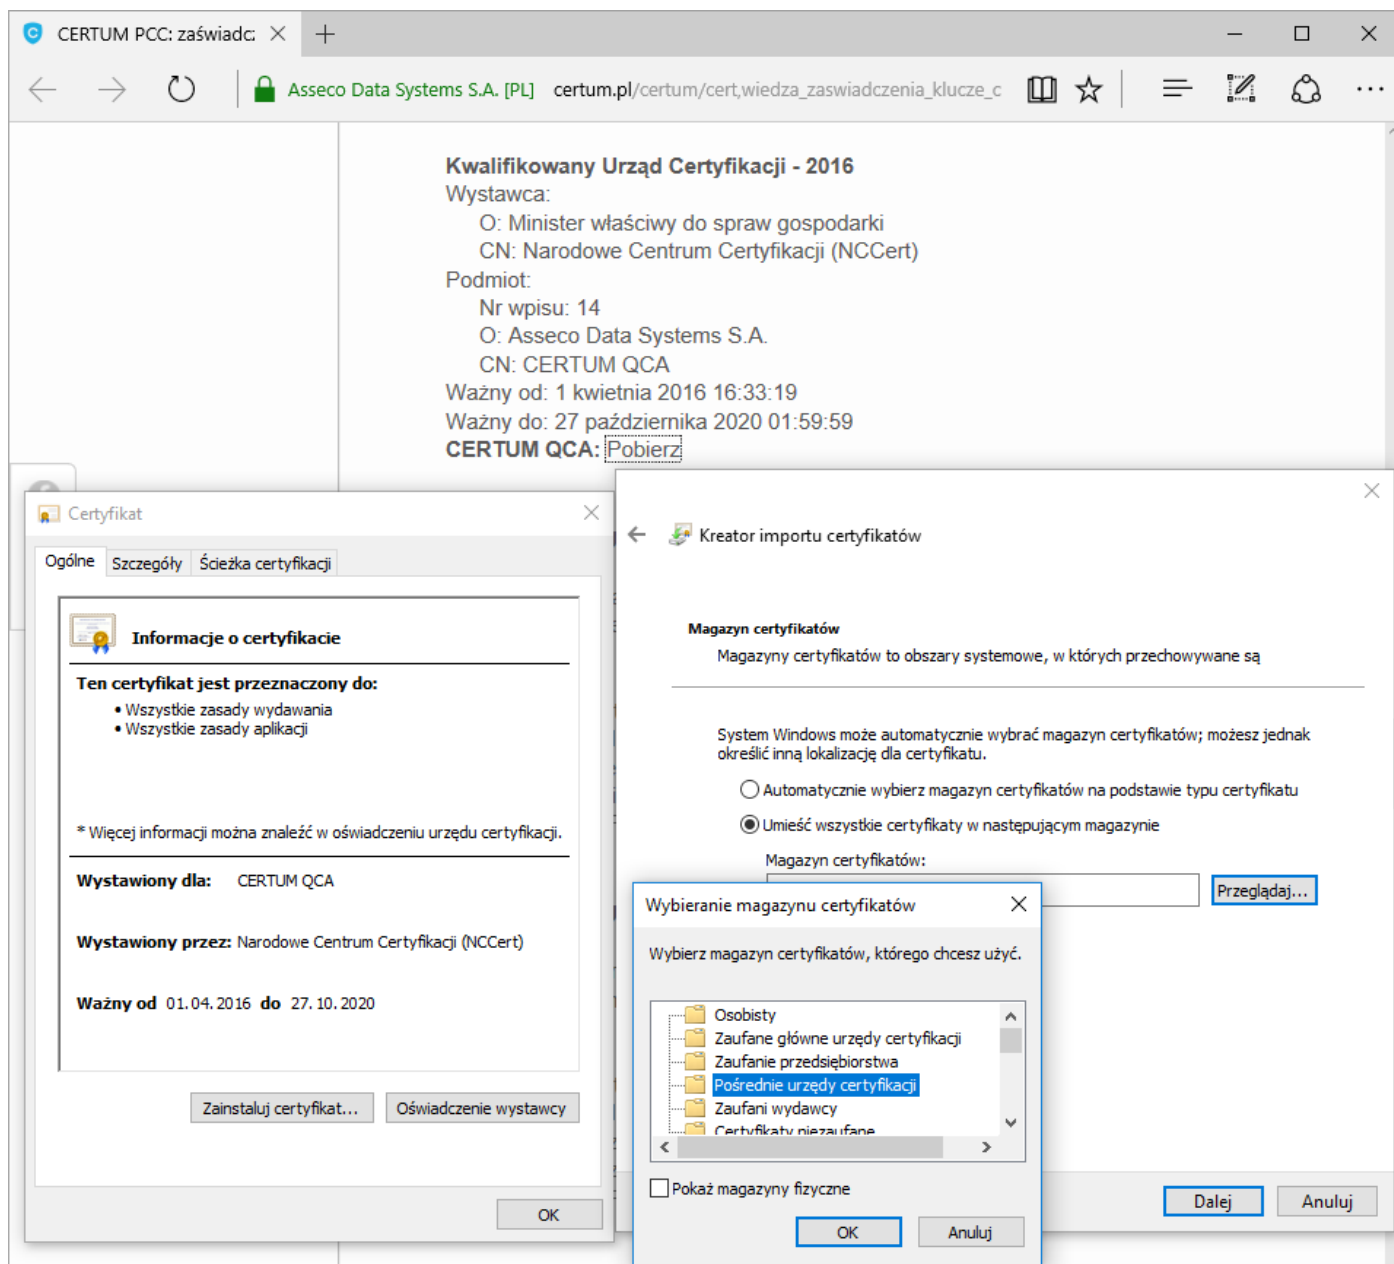 CERTUM PCC: zaświadc
Asseco Data Systems S.A. [PL] certum.pl/certum/cert,wiedza_zaswiadczenia_klucze_c
Kwalifikowany Urząd Certyfikacji - 2016
Wystawca:
O: Minister właściwy do spraw gospodarki
CN: Narodowe Centrum Certyfikacji (NCCert)
Podmiot:
Nr wpisu: 14
O: Asseco Data Systems S.A.
CN: CERTUM QCA
Ważny od: 1 kwietnia 2016 16:33:19
Ważny do: 27 października 2020 01:59:59
CERTUM QCA: Pobierz
Certyfikat
Ogólne Szczegóły Ścieżka certyfikacji
Informacje o certyfikacie
Ten certyfikat jest przeznaczony do:
• Wszystkie zasady wydawania
• Wszystkie zasady aplikacji
* Więcej informacji można znaleźć w oświadczeniu urzędu certyfikacji.
Wystawiony dla: CERTUM QCA
Wystawiony przez: Narodowe Centrum Certyfikacji (NCCert)
Ważny od 01.04.2016 do 27.10.2020
Zainstaluj certyfikat... Oświadczenie wystawcy
OK
Kreator importu certyfikatów
Magazyn certyfikatów
Magazyny certyfikatów to obszary systemowe, w których przechowywane są
System Windows może automatycznie wybrać magazyn certyfikatów; możesz jednak
określić inną lokalizację dla certyfikatu.
Automatycznie wybierz magazyn certyfikatów na podstawie typu certyfikatu
Umieść wszystkie certyfikaty w następującym magazynie
Magazyn certyfikatów:
Przeglądaj...
Wybieranie magazynu certyfikatów
Wybierz magazyn certyfikatów, którego chcesz użyć.
Osobisty
Zaufane główne urzędy certyfikacji
Zaufanie przedsiębiorstwa
Pośrednie urzędy certyfikacji
Zaufani wydawcy
Certyfikaty niezaufane
Pokaż magazyny fizyczne
OK Anuluj
Dalej Anuluj